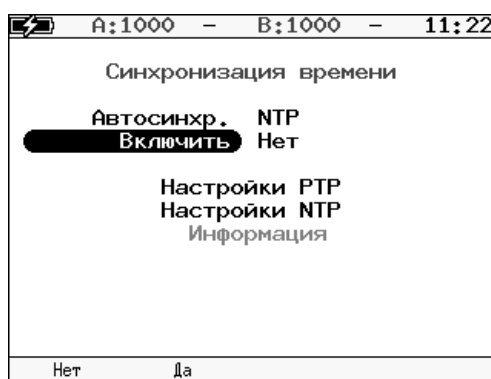 A:1000 – B:1000 – 11:22
Синхронизация времени
Автосинхр. NTP
Включить Нет
Настройки PTP
Настройки NTP
Информация
Нет Да